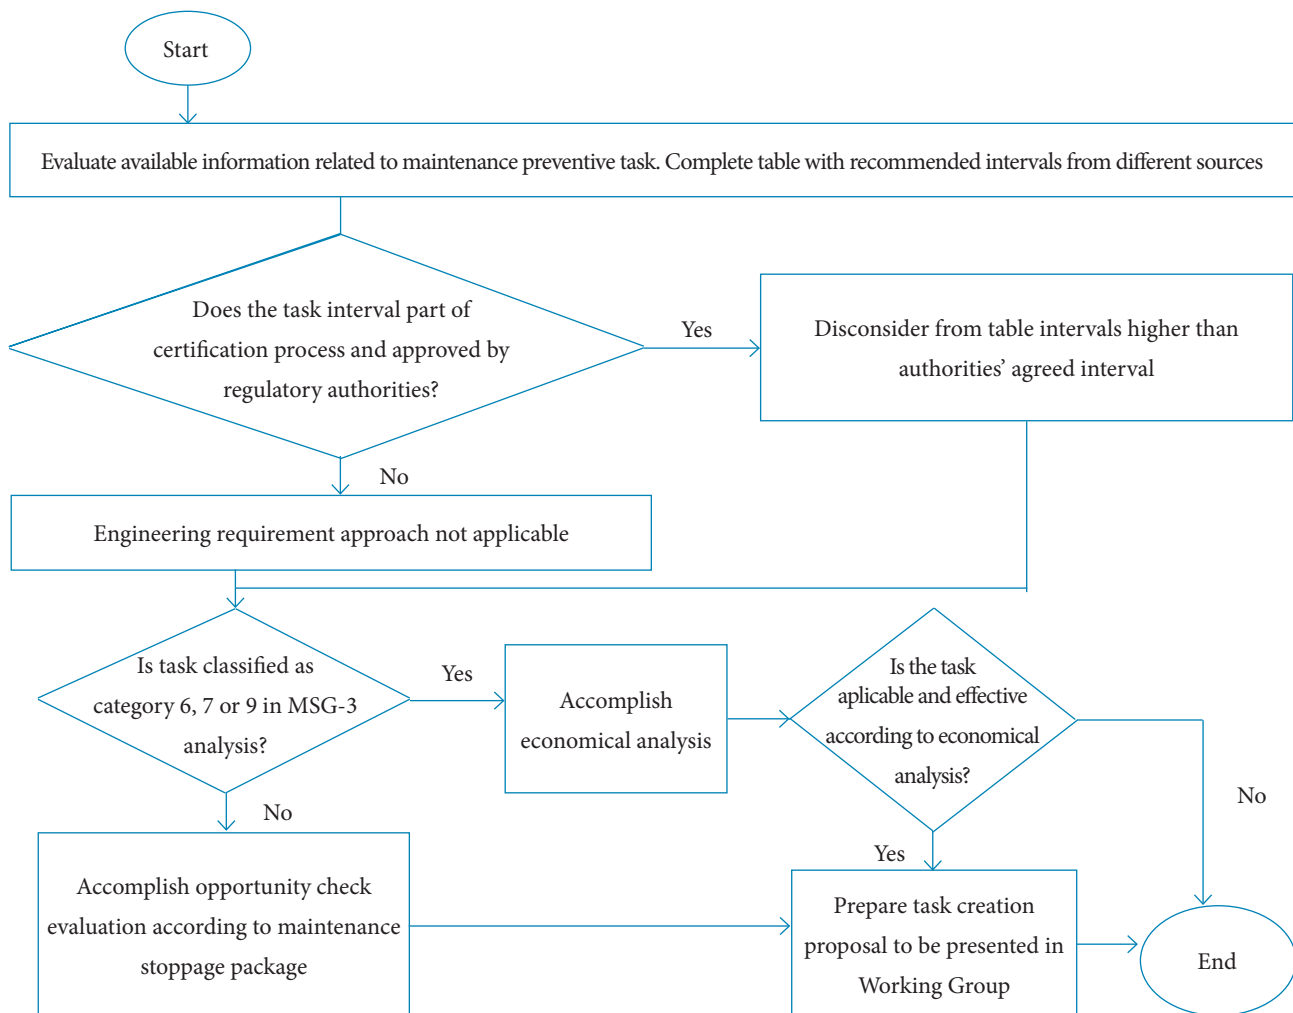 Start
Evaluate available information related to maintenance preventive task. Complete table with recommended intervals from different sources
Does the task interval part of
certification process and approved by
regulatory authorities?
Yes
Disconsider from table intervals higher than
authorities’ agreed interval
No
Engineering requirement approach not applicable
Is task classified as
category 6, 7 or 9 in MSG-3
analysis?
Yes
Accomplish
economical analysis
Is the task
aplicable and effective
according to economical
analysis?
No
No
Yes
Accomplish opportunity check
evaluation according to maintenance
stoppage package
Prepare task creation
proposal to be presented in
Working Group
End